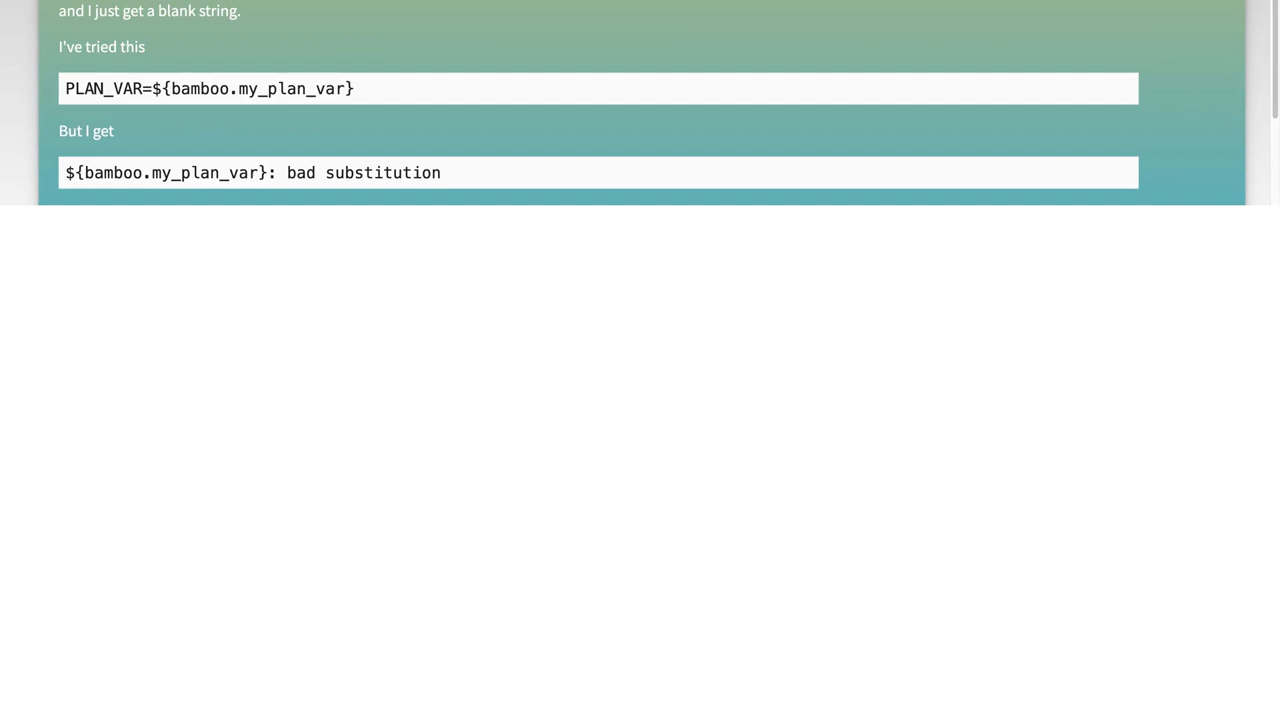 and I just get a blank string.
I've tried this
PLAN_VAR=${bamboo.my_plan_var}
But I get
${bamboo.my_plan_var}: bad substitution